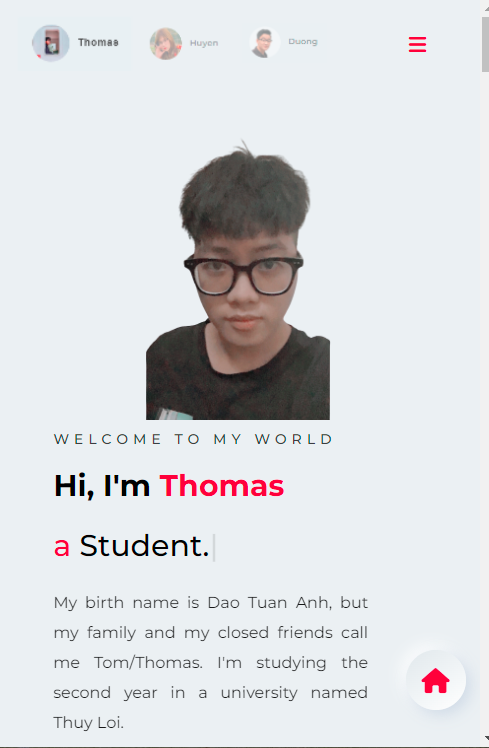 Thomas Huyen Duong
WELCOME TO MY WORLD
Hi, I'm Thomas
a Student.
My birth name is Dao Tuan Anh, but
my family and my closed friends call
me Tom/Thomas. I'm studying the
second year in a university named
Thuy Loi.